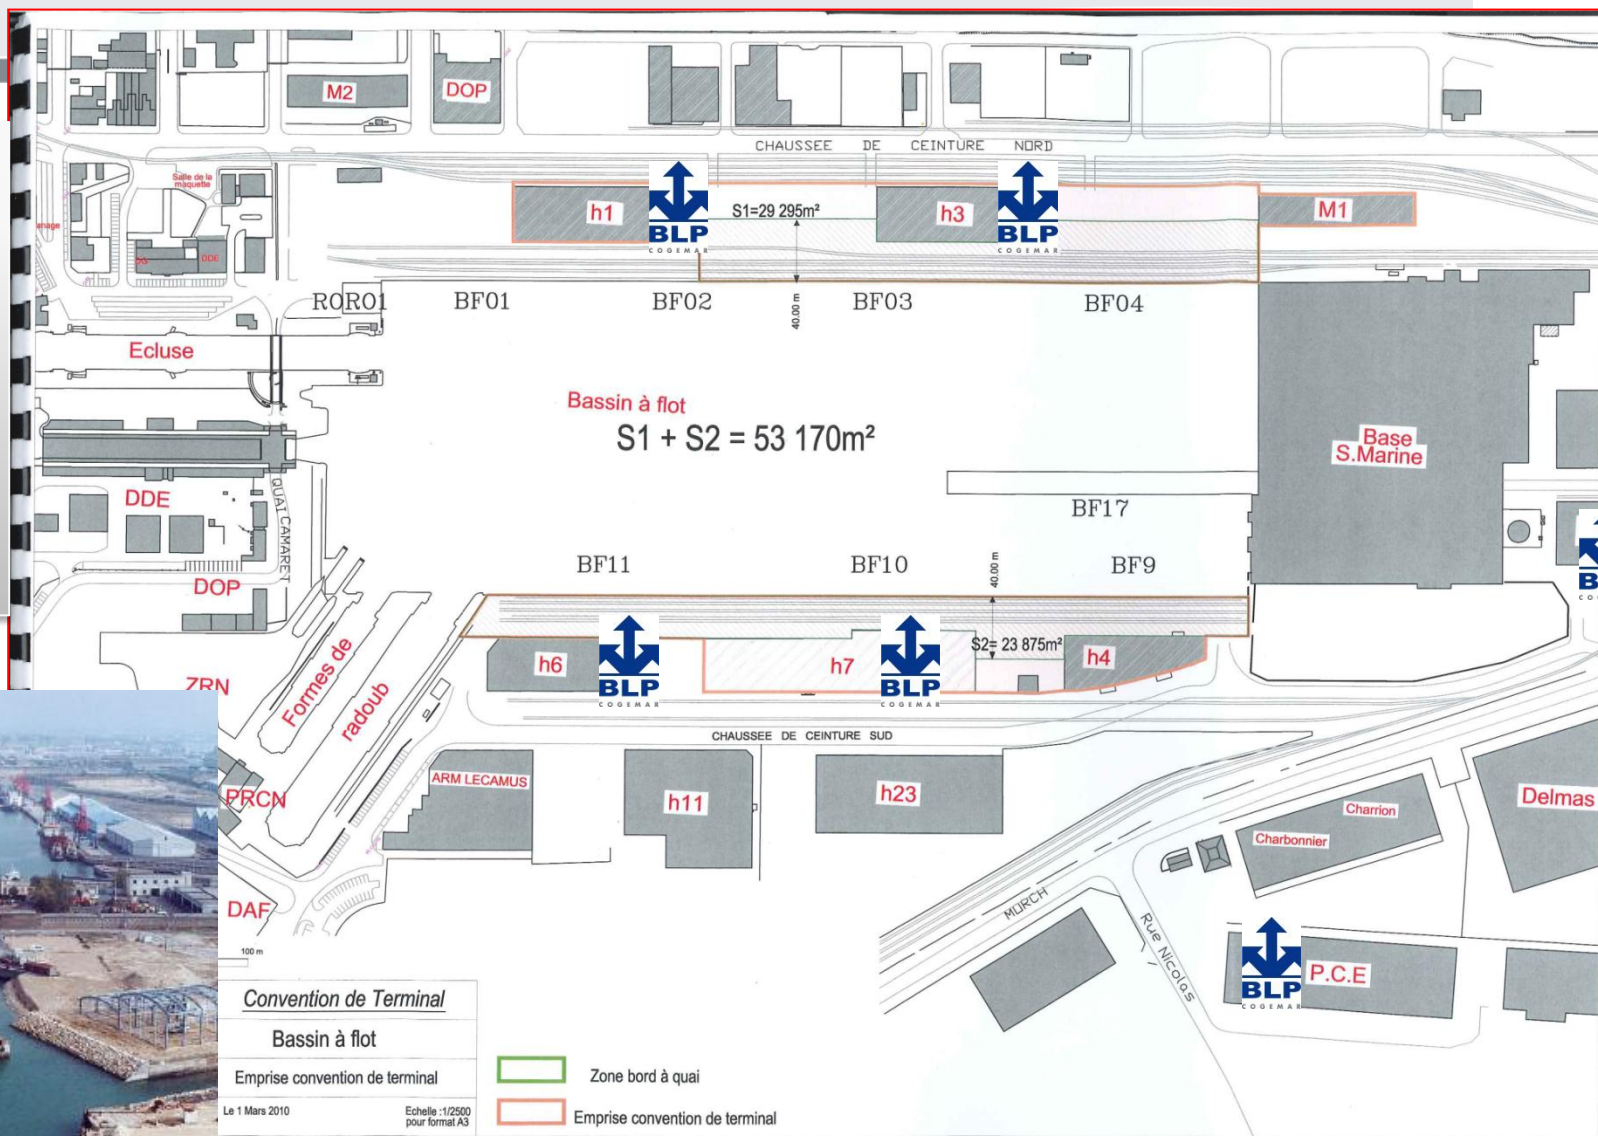 M2
DOP
CHAUSSEE DE CEINTURE NORD
Salle de la
maquette
h1
BLP
COGEMAR
S1=29 295m²
h3
BLP
COGEMAR
M1
DDE
40.00 m
RORO1
BF01
BF02
BF03
BF04
Ecluse
Bassin à flot
S1 + S2 = 53 170m²
Base
S.Marine
BF17
DDE
QUAI CAMARET
DOP
BF11
BF10
40.00 m
BF9
ZRN
Formes de
radoub
h6
BLP
COGEMAR
h7
BLP
COGEMAR
S2= 23 875m²
h4
CHAUSSEE DE CEINTURE SUD
PRCN
ARM LECAMUS
h11
h23
Delmas
Charrion
Charbonnier
DAF
MURCH
Rue Nicolas
BLP
COGEMAR
P.C.E
100 m
Convention de Terminal
Bassin à flot
Emprise convention de terminal
Le 1 Mars 2010
Echelle :1/2500
pour format A3
Zone bord à quai
Emprise convention de terminal